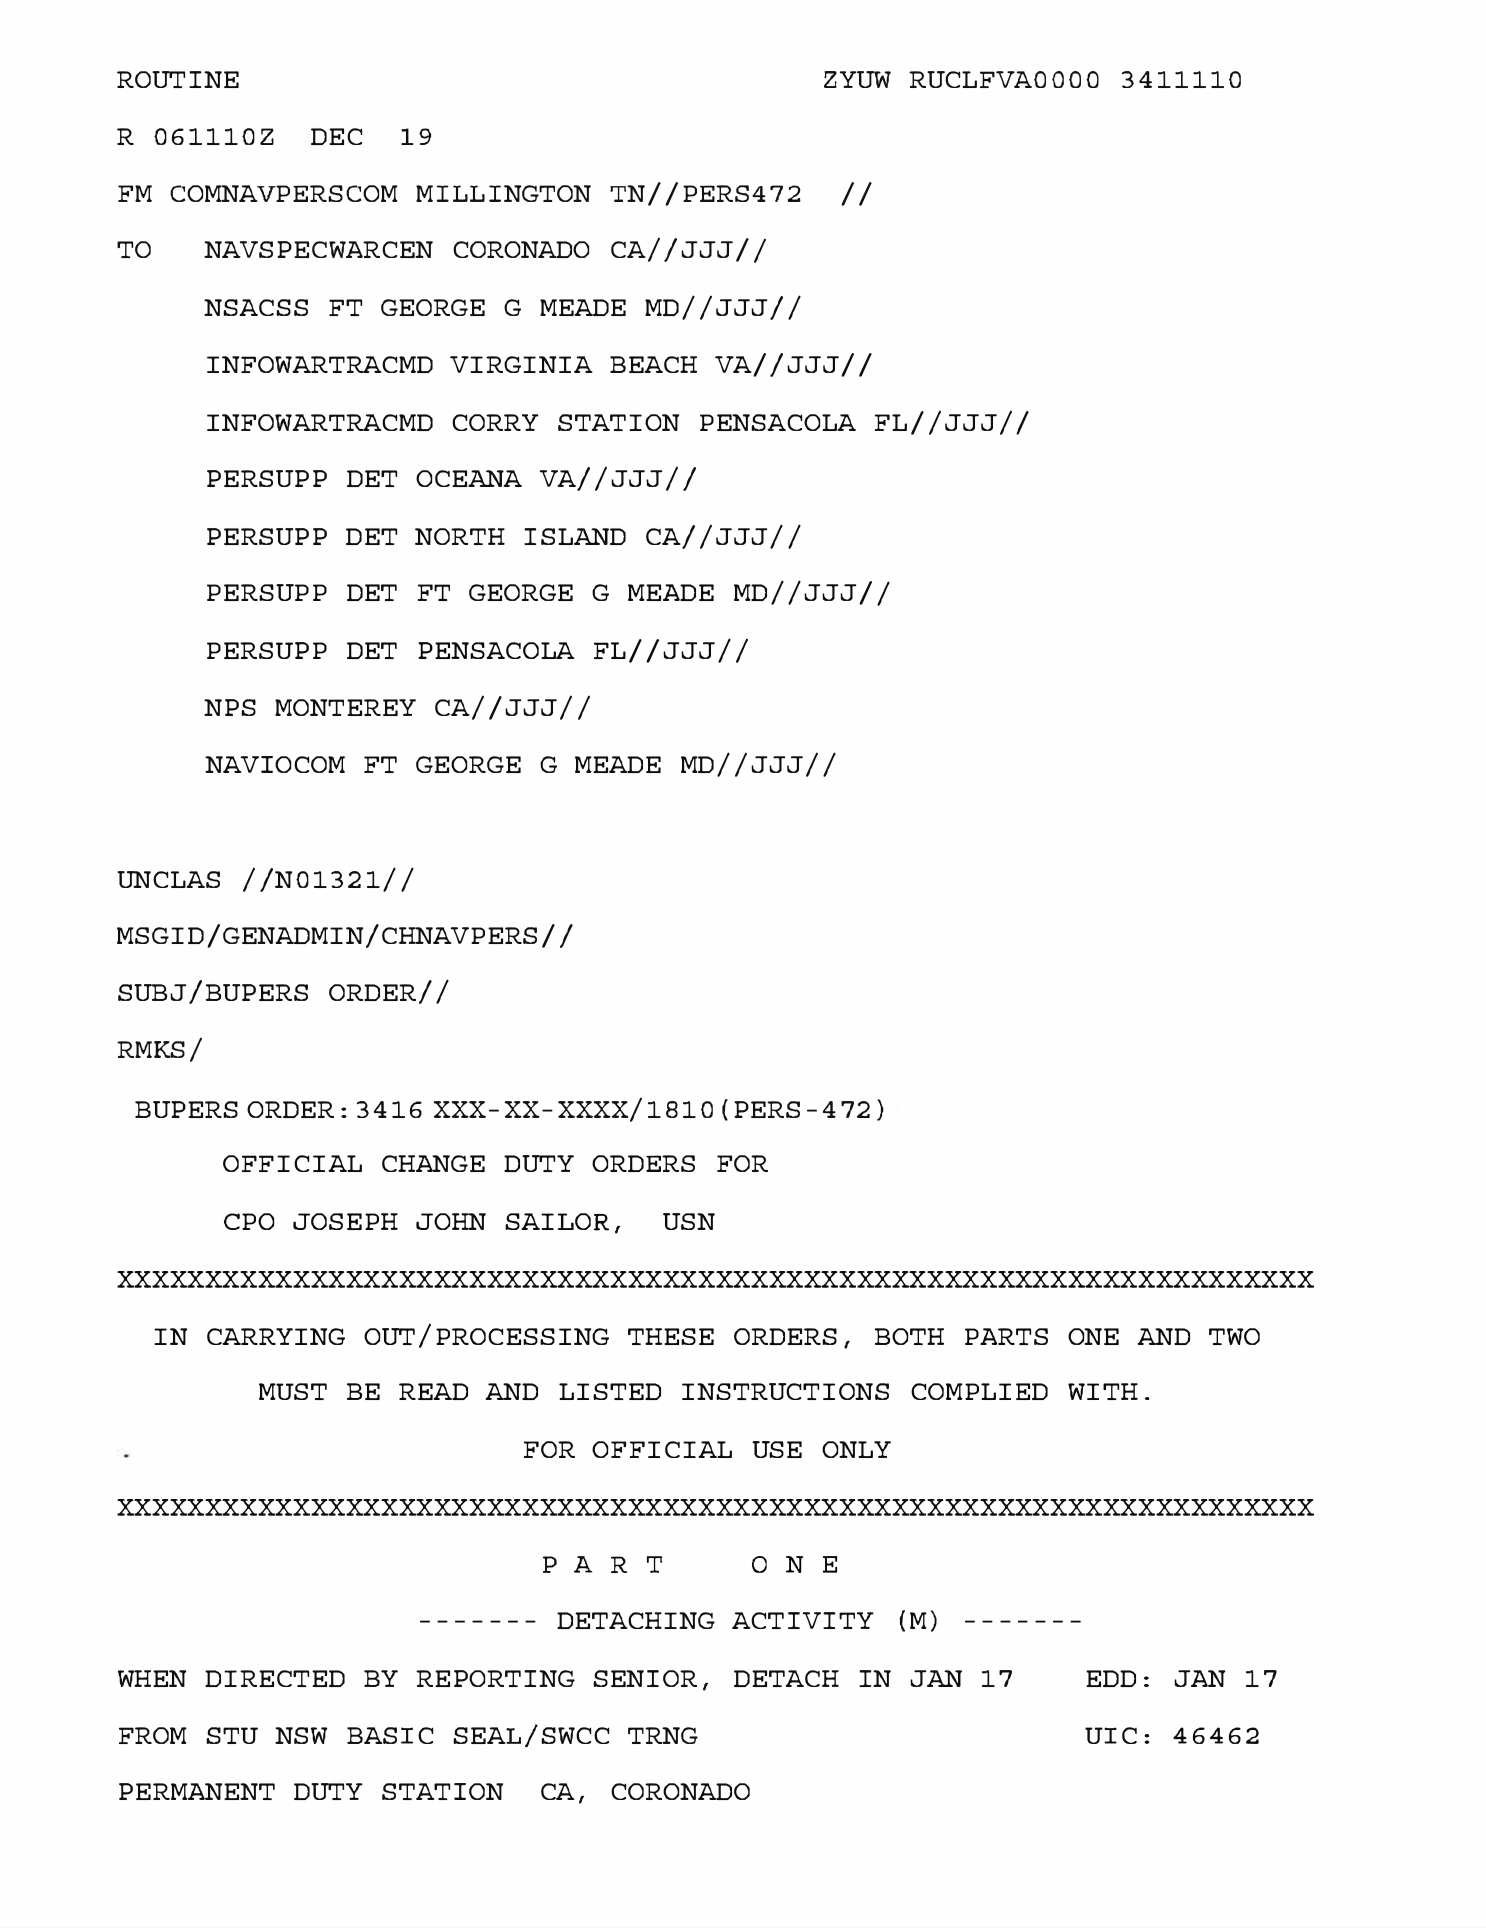 ROUTINE ZYUW RUCLFVA0000 3411110
R 061110Z DEC 19
FM COMNAVPERSCOM MILLINGTON TN//PERS472 //
TO NAVSPECWARCEN CORONADO CA//JJJ//
NSACSS FT GEORGE G MEADE MD//JJJ//
INFOWARTRACMD VIRGINIA BEACH VA//JJJ//
INFOWARTRACMD CORRY STATION PENSACOLA FL//JJJ//
PERSUPP DET OCEANA VA//JJJ//
PERSUPP DET NORTH ISLAND CA//JJJ//
PERSUPP DET FT GEORGE G MEADE MD//JJJ//
PERSUPP DET PENSACOLA FL//JJJ//
NPS MONTEREY CA//JJJ//
NAVIOCOM FT GEORGE G MEADE MD//JJJ//
UNCLAS //N01321//
MSGID/GENADMIN/CHNAVPERS//
SUBJ/BUPERS ORDER//
RMKS/
BUPERS ORDER:3416 XXX-XX-XXXX/1810(PERS-472)
OFFICIAL CHANGE DUTY ORDERS FOR
CPO JOSEPH JOHN SAILOR, USN
XXXXXXXXXXXXXXXXXXXXXXXXXXXXXXXXXXXXXXXXXXXXXXXXXXXXXXXXXXXXXXXXXXXX
IN CARRYING OUT/PROCESSING THESE ORDERS, BOTH PARTS ONE AND TWO
MUST BE READ AND LISTED INSTRUCTIONS COMPLIED WITH.
FOR OFFICIAL USE ONLY
XXXXXXXXXXXXXXXXXXXXXXXXXXXXXXXXXXXXXXXXXXXXXXXXXXXXXXXXXXXXXXXXXXXX
P A R T O N E
------- DETACHING ACTIVITY (M) -------
WHEN DIRECTED BY REPORTING SENIOR, DETACH IN JAN 17 EDD: JAN 17
FROM STU NSW BASIC SEAL/SWCC TRNG UIC: 46462
PERMANENT DUTY STATION CA, CORONADO